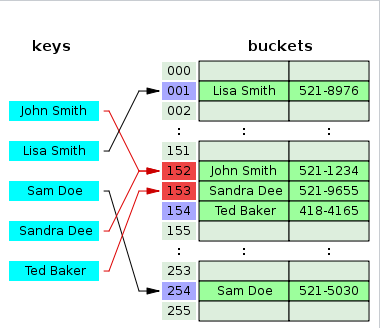 keys
buckets
John Smith
Lisa Smith
Sam Doe
Sandra Dee
Ted Baker
000
001 Lisa Smith 521-8976
002
: : :
151
152 John Smith 521-1234
153 Sandra Dee 521-9655
154 Ted Baker 418-4165
155
: : :
253
254 Sam Doe 521-5030
255